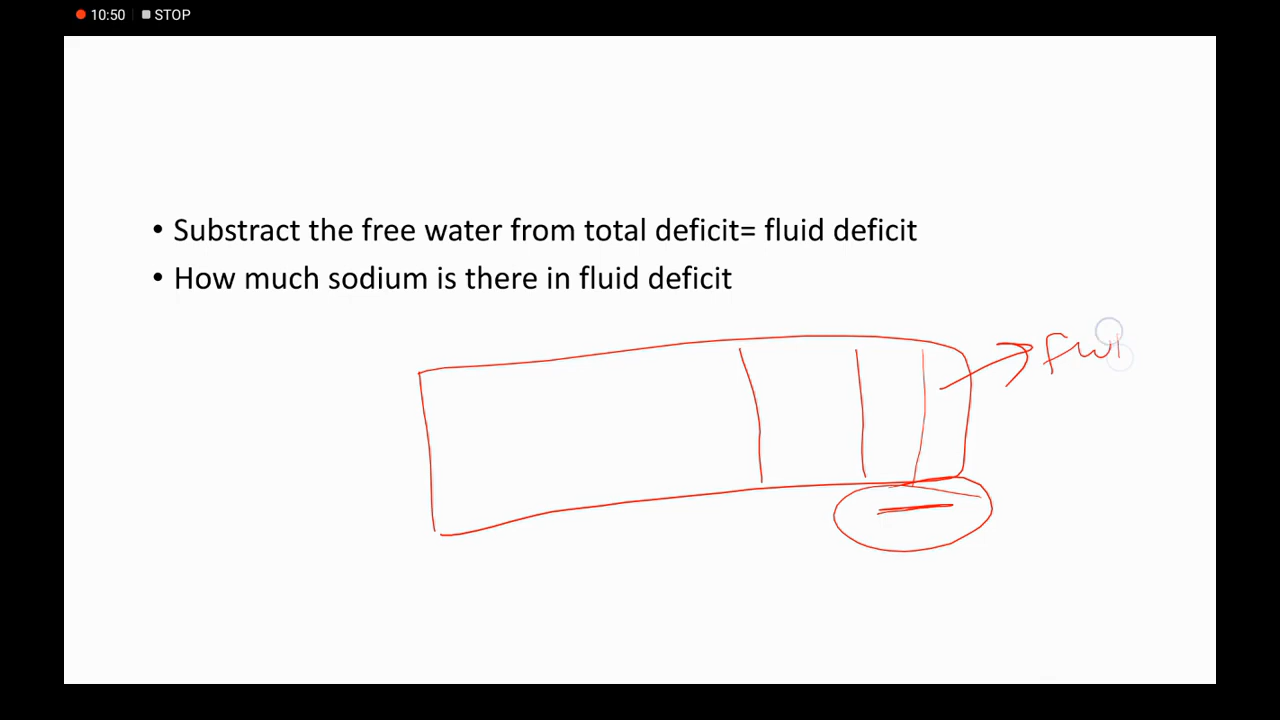 10:50 STOP
• Substract the free water from total deficit= fluid deficit
• How much sodium is there in fluid deficit